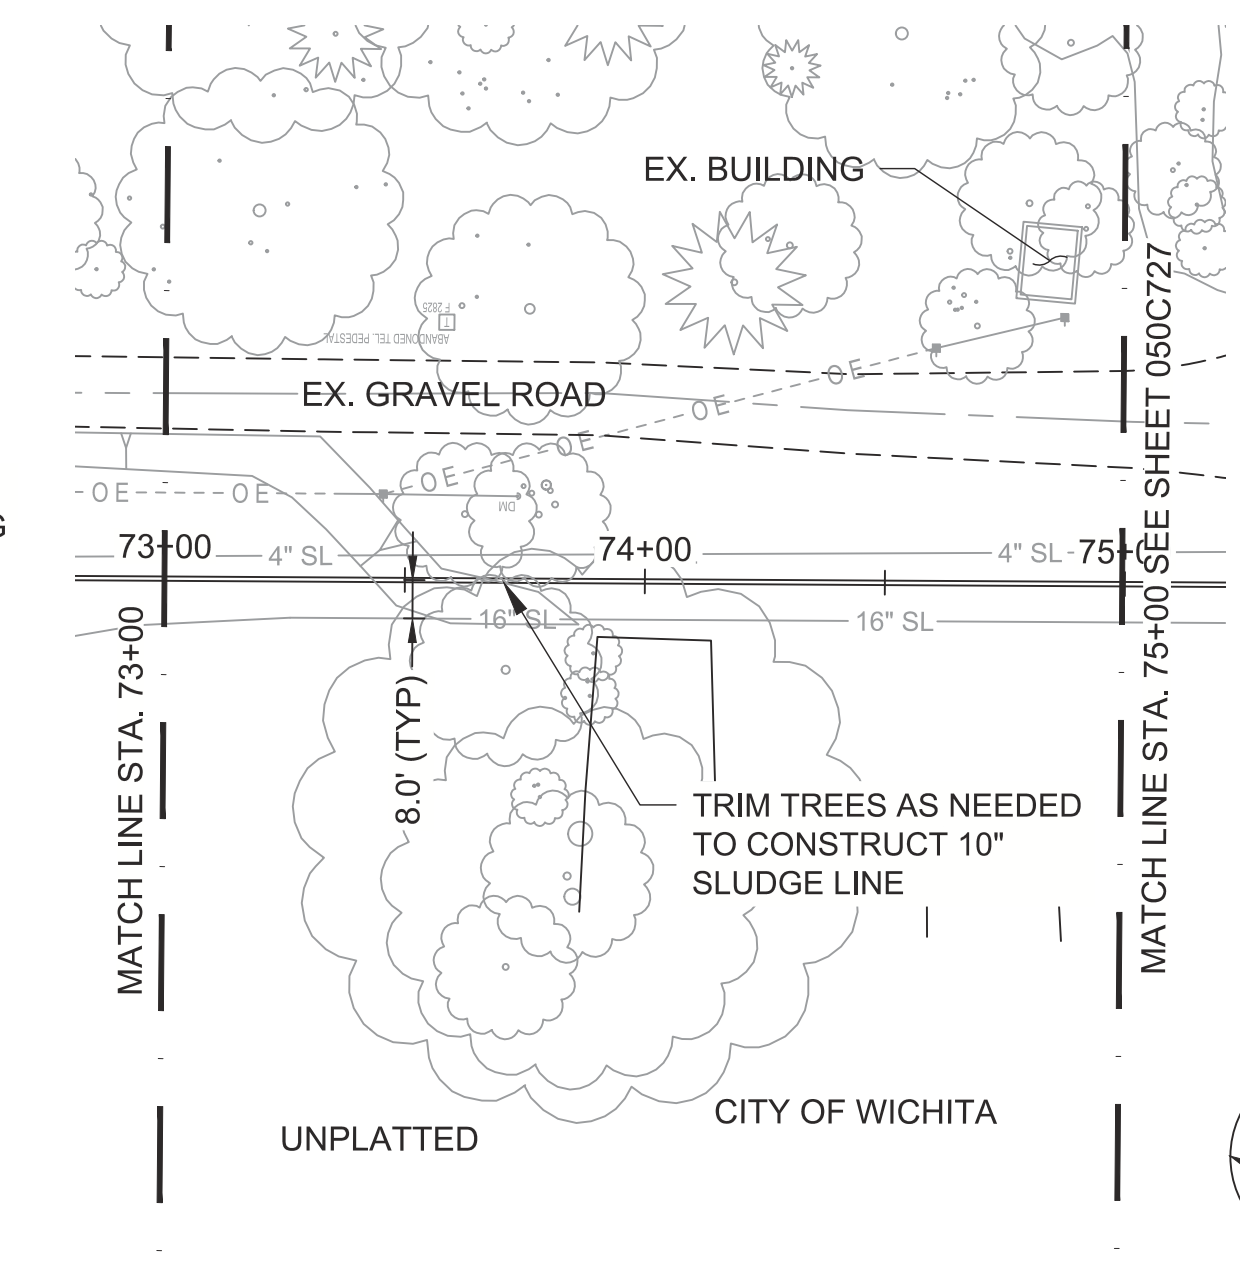 EX. BUILDING
F 2825
T
ABANDONED TEL. PEDESTAL
EX. GRAVEL ROAD
OE
OE
OE
OE
OE
OE
OE
DM
G
73+00
4" SL
74+00
4" SL
75+0
16" SL
16" SL
8.0' (TYP)
TRIM TREES AS NEEDED
TO CONSTRUCT 10"
SLUDGE LINE
MATCH LINE STA. 73+00
MATCH LINE STA. 75+00 SEE SHEET 050C727
UNPLATTED
CITY OF WICHITA